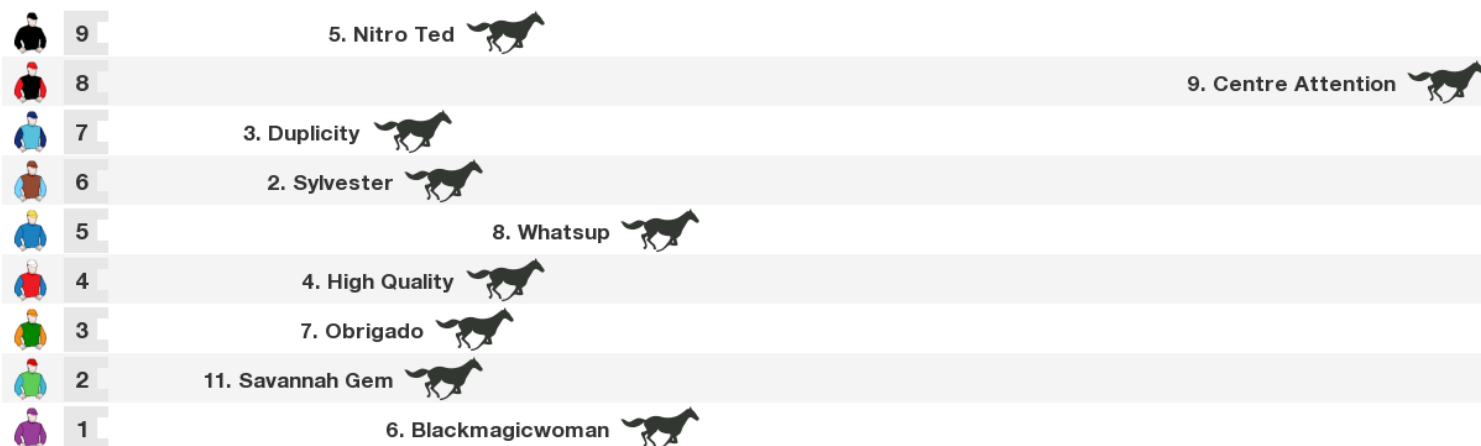 9 5. Nitro Ted
8 9. Centre Attention
7 3. Duplicity
6 2. Sylvester
5 8. Whatsup
4 4. High Quality
3 7. Obrigado
2 11. Savannah Gem
1 6. Blackmagicwoman